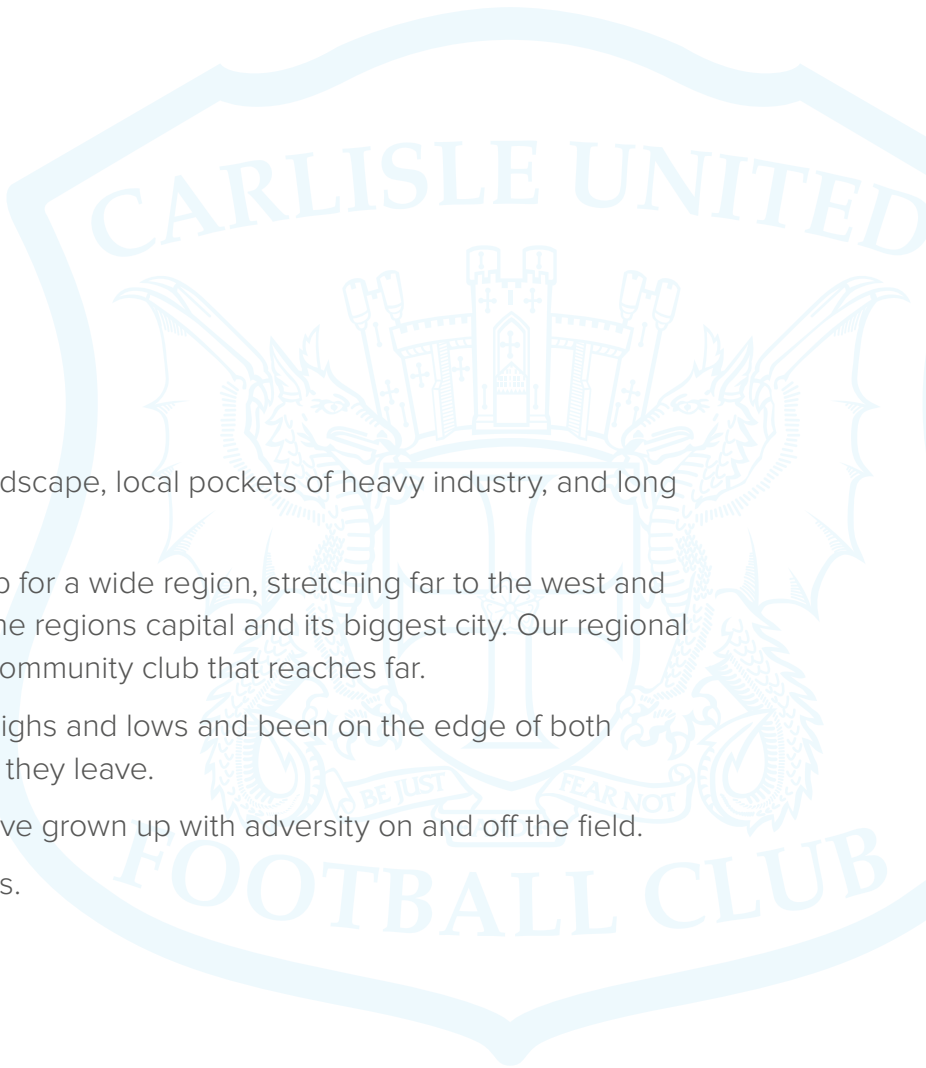 CARLISLE UNITED
dscape, local pockets of heavy industry, and long
for a wide region, stretching far to the west and
regions capital and its biggest city. Our regional
ommunity club that reaches far.
ighs and lows and been on the edge of both
they leave.
BE JUST FEAR NOT
ve grown up with adversity on and off the field.
s.
FOOTBALL CLUB